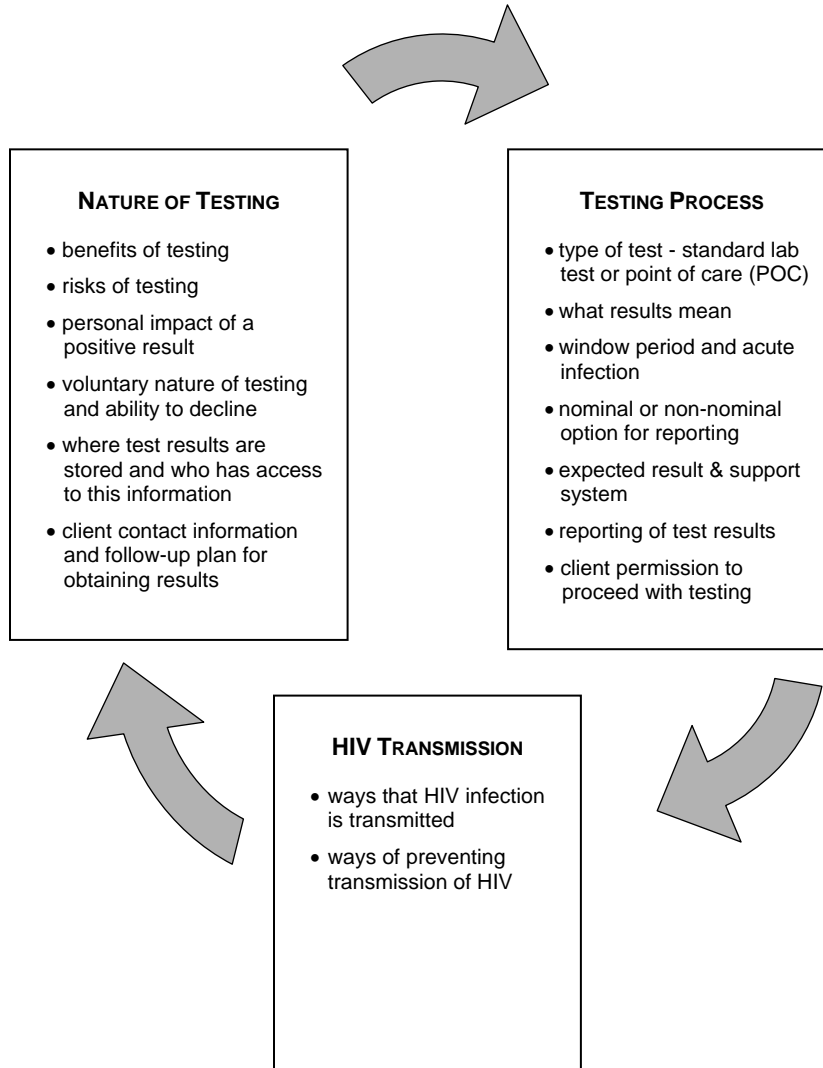 NATURE OF TESTING
• benefits of testing
• risks of testing
• personal impact of a
positive result
• voluntary nature of testing
and ability to decline
• where test results are
stored and who has access
to this information
• client contact information
and follow-up plan for
obtaining results
TESTING PROCESS
• type of test - standard lab
test or point of care (POC)
• what results mean
• window period and acute
infection
• nominal or non-nominal
option for reporting
• expected result & support
system
• reporting of test results
• client permission to
proceed with testing
HIV TRANSMISSION
• ways that HIV infection
is transmitted
• ways of preventing
transmission of HIV